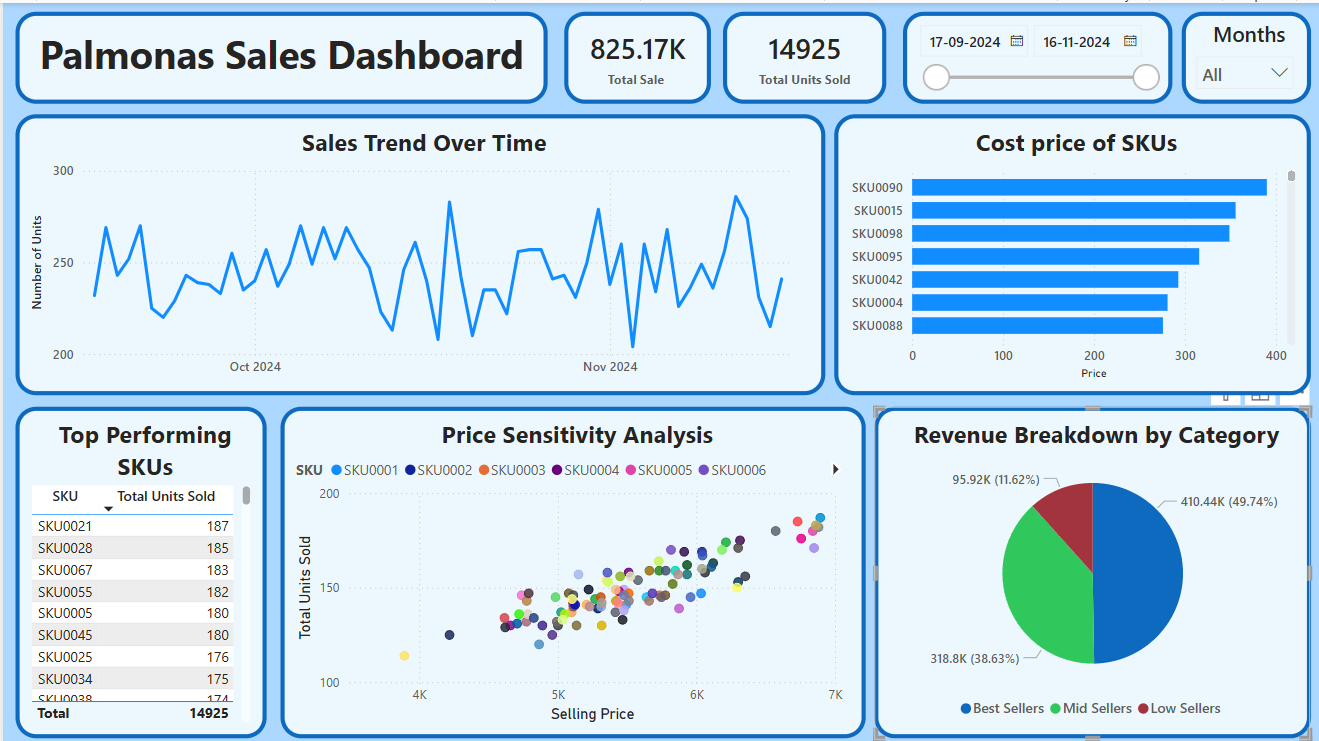 Palmonas Sales Dashboard
825.17K
Total Sale
14925
Total Units Sold
17-09-2024
16-11-2024
Months
All
Sales Trend Over Time
Number of Units
300
250
200
Oct 2024
Nov 2024
Cost price of SKUs
SKU0090
SKU0015
SKU0098
SKU0095
SKU0042
SKU0004
SKU0088
0 100 200 300 400
Price
Top Performing
SKUs
SKU Total Units Sold
SKU0021 187
SKU0028 185
SKU0067 183
SKU0055 182
SKU0005 180
SKU0045 180
SKU0025 176
SKU0034 175
SKU0038 174
Total 14925
Price Sensitivity Analysis
SKU SKU0001 SKU0002 SKU0003 SKU0004 SKU0005 SKU0006
Total Units Sold
200
150
100
4K 5K 6K 7K
Selling Price
Revenue Breakdown by Category
95.92K (11.62%)
410.44K (49.74%)
318.8K (38.63%)
Best Sellers Mid Sellers Low Sellers